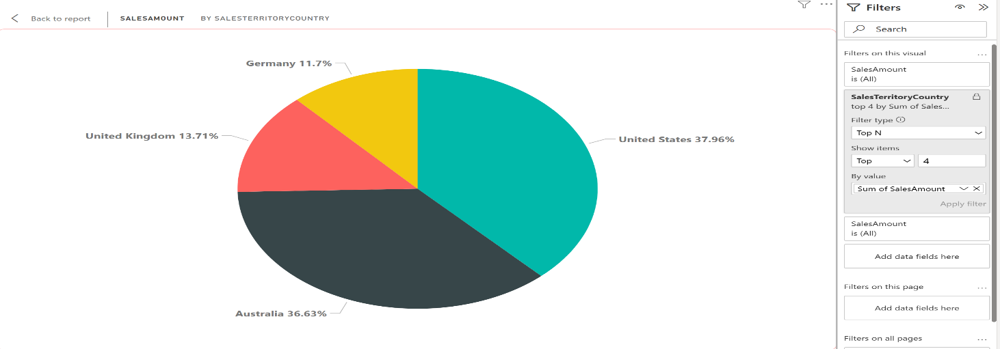 Back to report
SALESAMOUNT BY SALESTERRITORYCOUNTRY
Germany 11.7%
United Kingdom 13.71%
United States 37.96%
Australia 36.63%
Filters
Search
Filters on this visual
SalesAmount
is (All)
SalesTerritoryCountry
top 4 by Sum of Sales...
Filter type
Top N
Show items
Top 4
By value
Sum of SalesAmount
Apply filter
SalesAmount
is (All)
Add data fields here
Filters on this page
Add data fields here
Filters on all pages